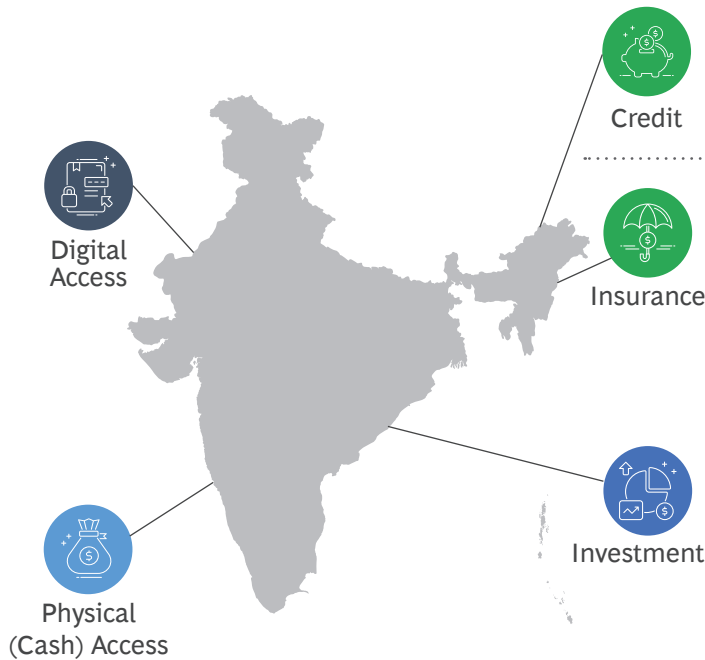 Credit
Digital
Access
Insurance
Investment
Physical
(Cash) Access